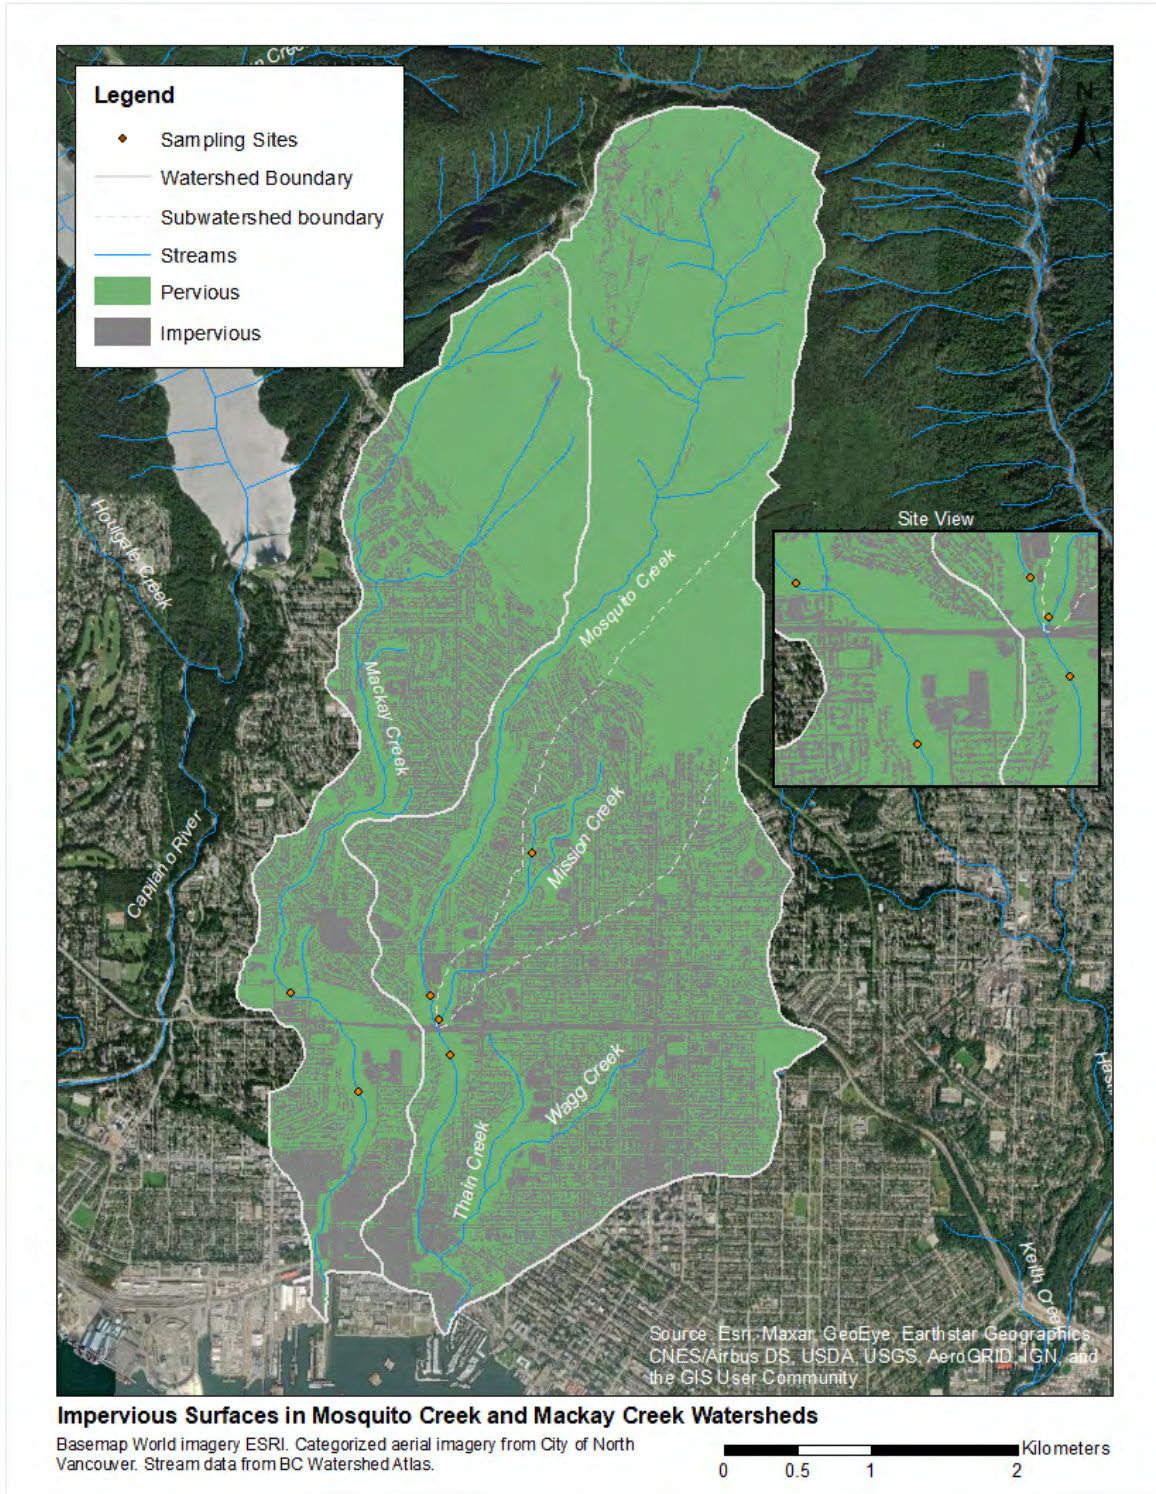 Legend
Sampling Sites
Watershed Boundary
Subwatershed boundary
Streams
Pervious
Impervious
N
Site View
Houlgate Creek
Mosquito Creek
Mackay Creek
Mission Creek
Capilano River
Wagg Creek
Thain Creek
Keith Creek
Source: Esri, Maxar, GeoEye, Earthstar Geographics,
CNES/Airbus DS, USDA, USGS, AeroGRID, IGN, and
the GIS User Community
Impervious Surfaces in Mosquito Creek and Mackay Creek Watersheds
Basemap World imagery ESRI. Categorized aerial imagery from City of North
Vancouver. Stream data from BC Watershed Atlas.
Kilometers
0 0.5 1 2